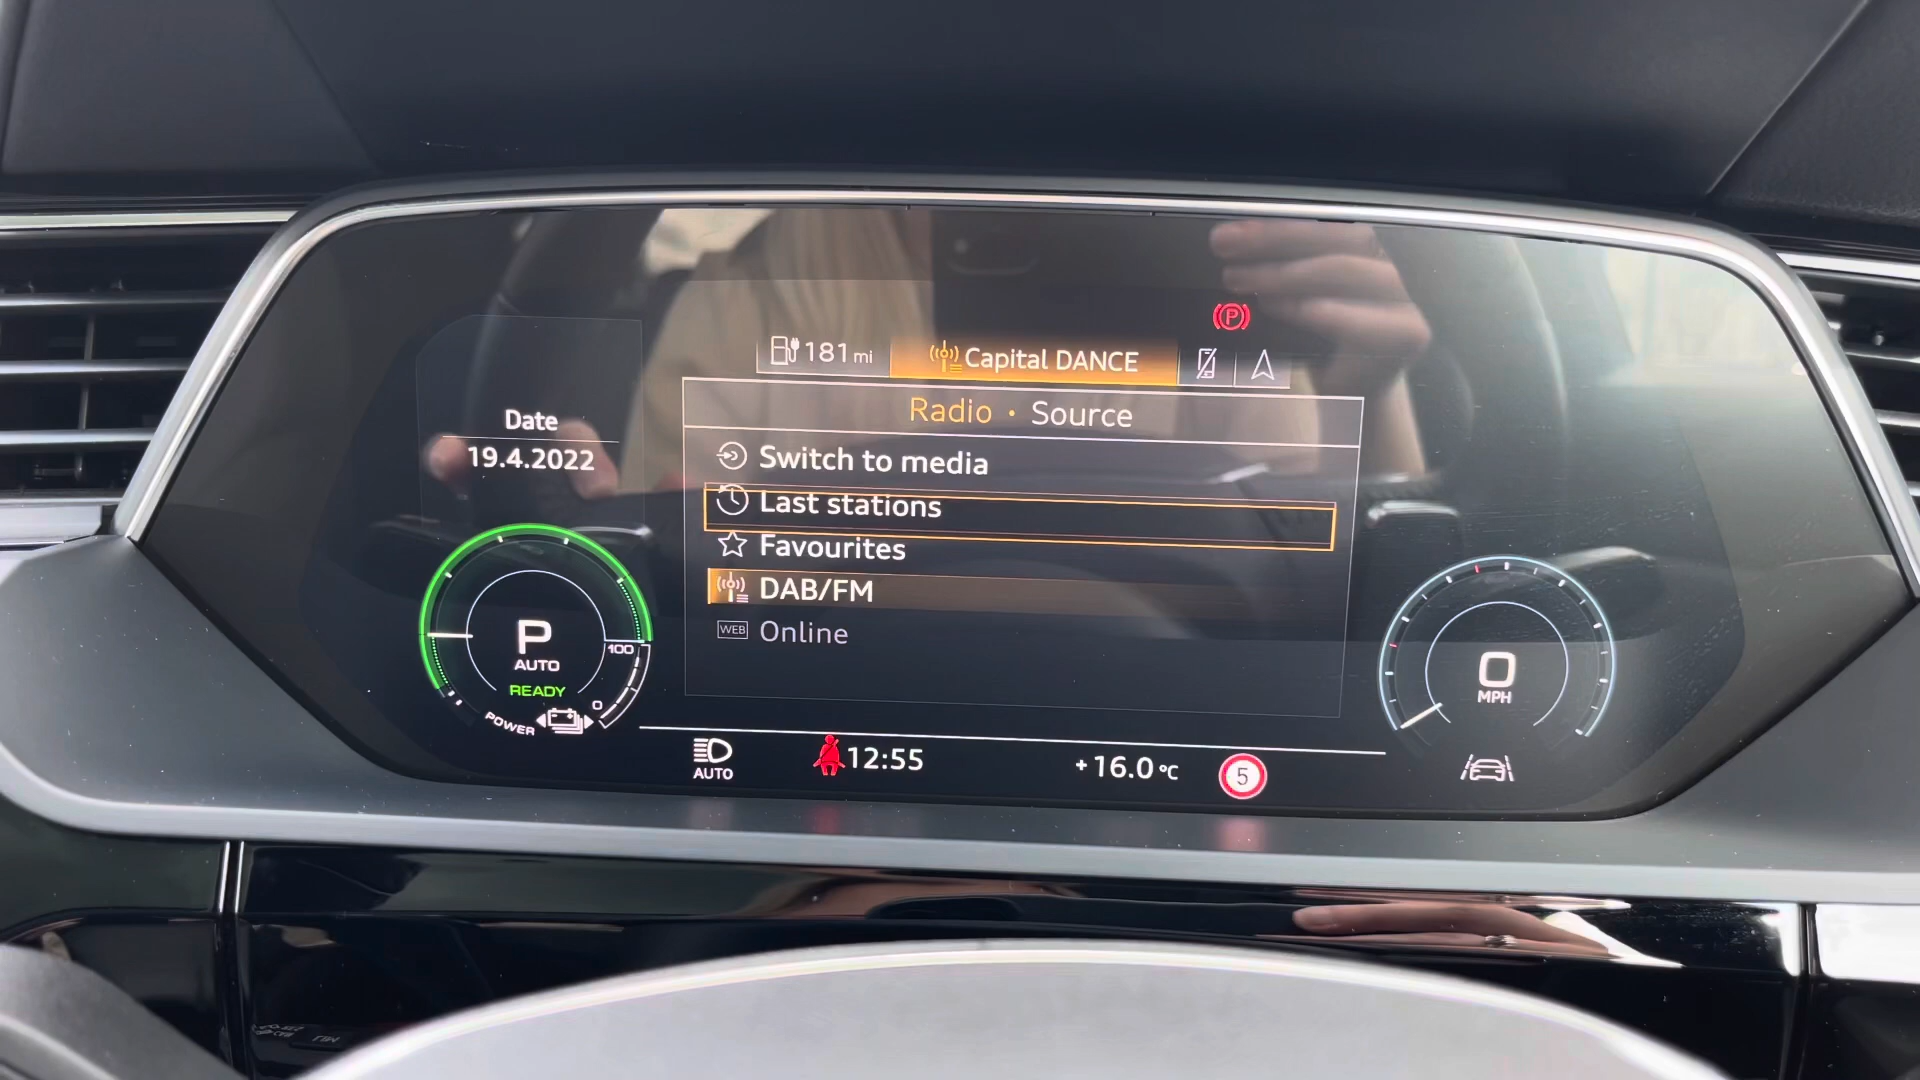 P
181 mi
Capital DANCE
Radio • Source
Date
19.4.2022
Switch to media
Last stations
Favourites
DAB/FM
WEB Online
P
AUTO
READY
100
0
POWER
0
MPH
AUTO
12:55
+16.0 °C
5